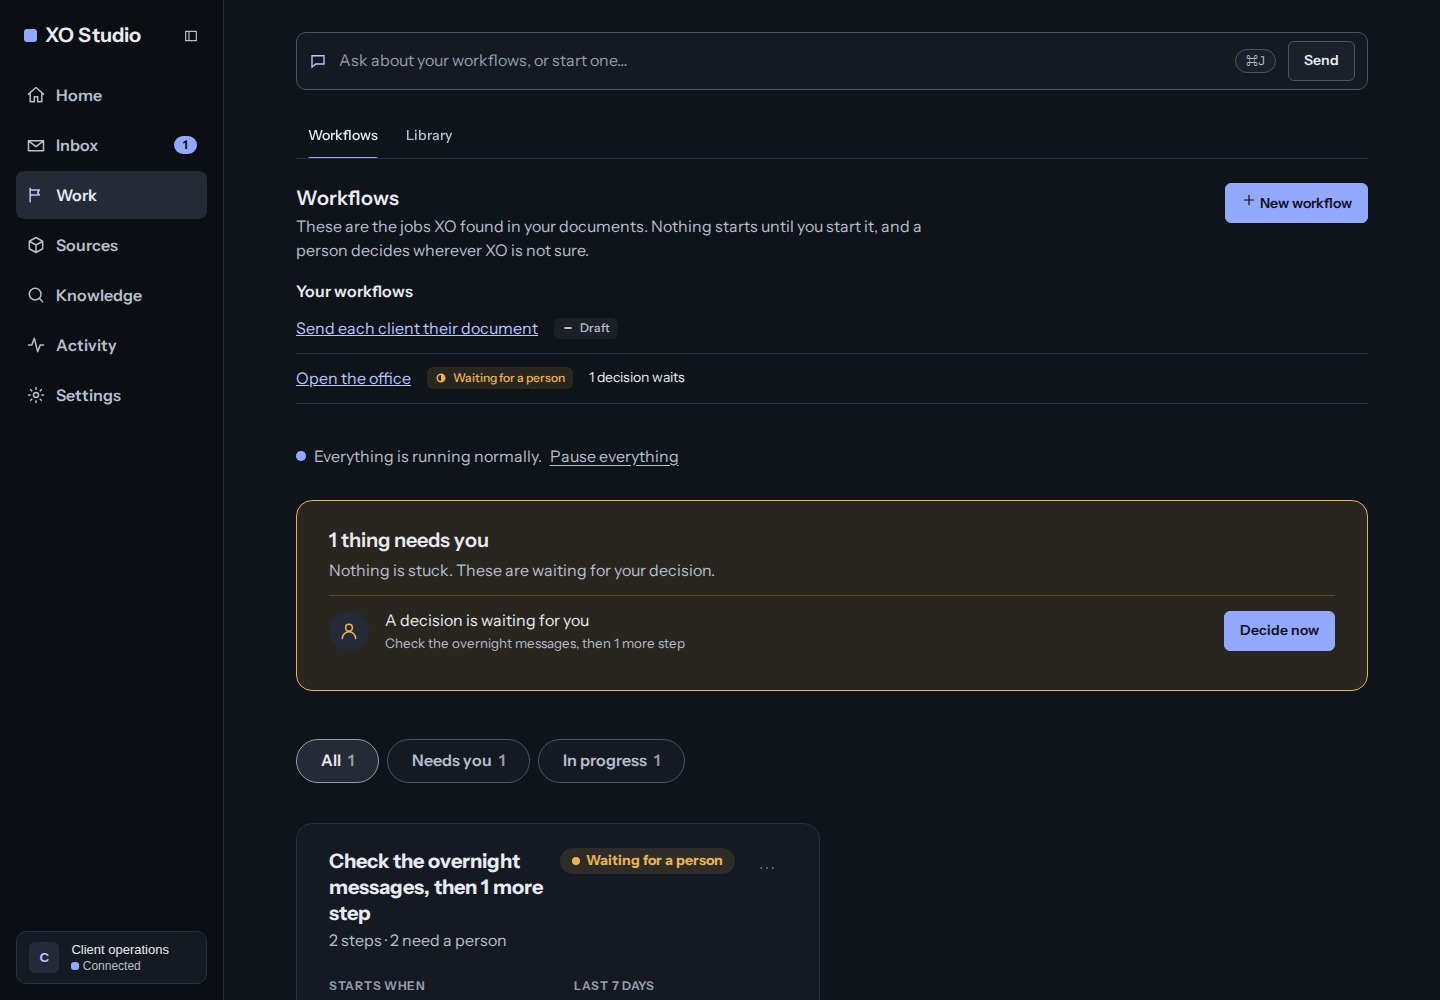 XO Studio
Home
Inbox 1
Work
Sources
Knowledge
Activity
Settings
C
Client operations
Connected
Ask about your workflows, or start one...
⌘J
Send
Workflows Library
Workflows
New workflow
These are the jobs XO found in your documents. Nothing starts until you start it, and a
person decides wherever XO is not sure.
Your workflows
Send each client their document Draft
Open the office Waiting for a person 1 decision waits
Everything is running normally. Pause everything
1 thing needs you
Nothing is stuck. These are waiting for your decision.
A decision is waiting for you
Check the overnight messages, then 1 more step
Decide now
All 1 Needs you 1 In progress 1
Check the overnight
messages, then 1 more
step
Waiting for a person
...
2 steps · 2 need a person
STARTS WHEN LAST 7 DAYS